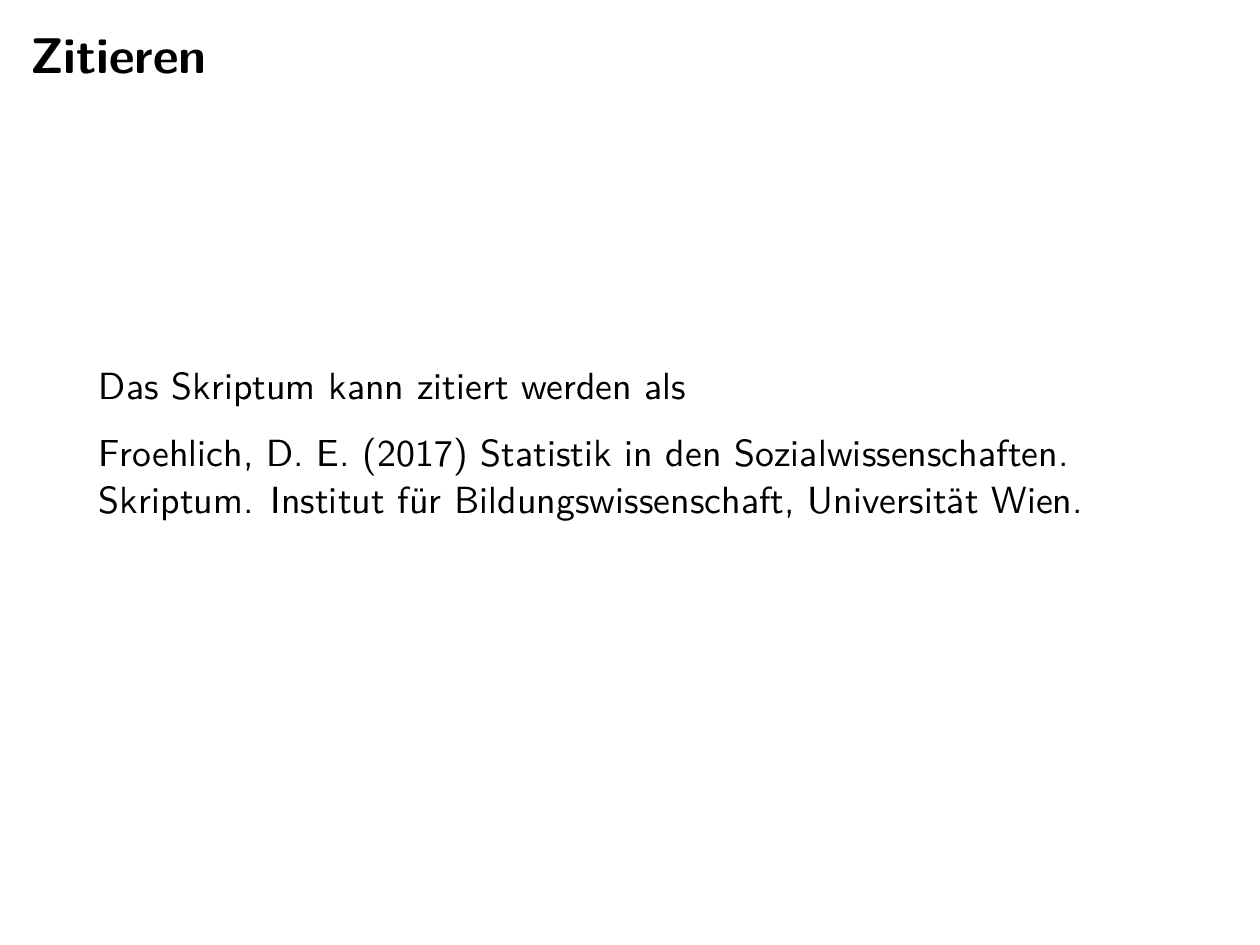 Zitieren
Das Skriptum kann zitiert werden als
Froehlich, D. E. (2017) Statistik in den Sozialwissenschaften.
Skriptum. Institut für Bildungswissenschaft, Universität Wien.